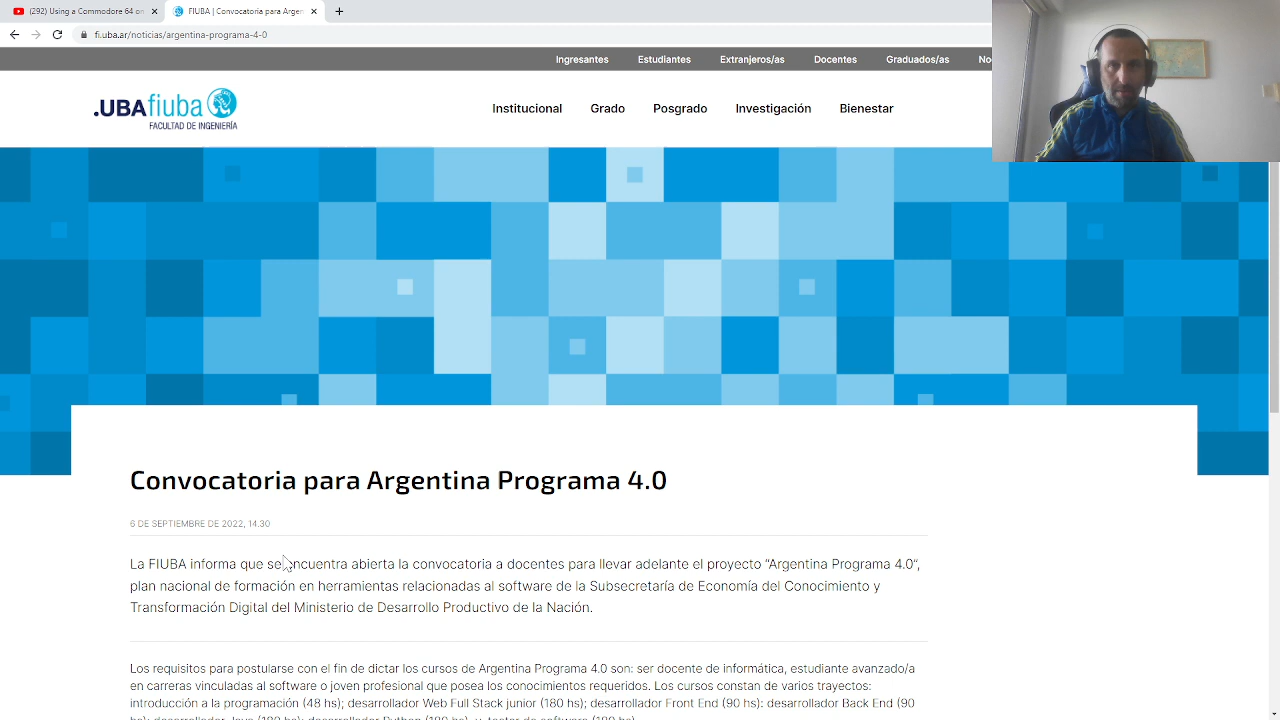 (292) Using a Commodore 64 on
FIUBA | Convocatoria para Argen
fi.uba.ar/noticias/argentina-programa-4-0
Ingresantes Estudiantes Extranjeros/as Docentes Graduados/as No
.UBAfiuba
FACULTAD DE INGENIERÍA
Institucional Grado Posgrado Investigación Bienestar
Convocatoria para Argentina Programa 4.0
6 DE SEPTIEMBRE DE 2022, 14.30
La FIUBA informa que se encuentra abierta la convocatoria a docentes para llevar adelante el proyecto “Argentina Programa 4.0“,
plan nacional de formación en herramientas relacionadas al software de la Subsecretaría de Economía del Conocimiento y
Transformación Digital del Ministerio de Desarrollo Productivo de la Nación.
Los requisitos para postularse con el fin de dictar los cursos de Argentina Programa 4.0 son: ser docente de informática, estudiante avanzado/a
en carreras vinculadas al software o joven profesional que posea los conocimientos requeridos. Los cursos constan de varios trayectos:
introducción a la programación (48 hs); desarrollador Web Full Stack junior (180 hs); desarrollador Front End (90 hs): desarrollador Back End (90